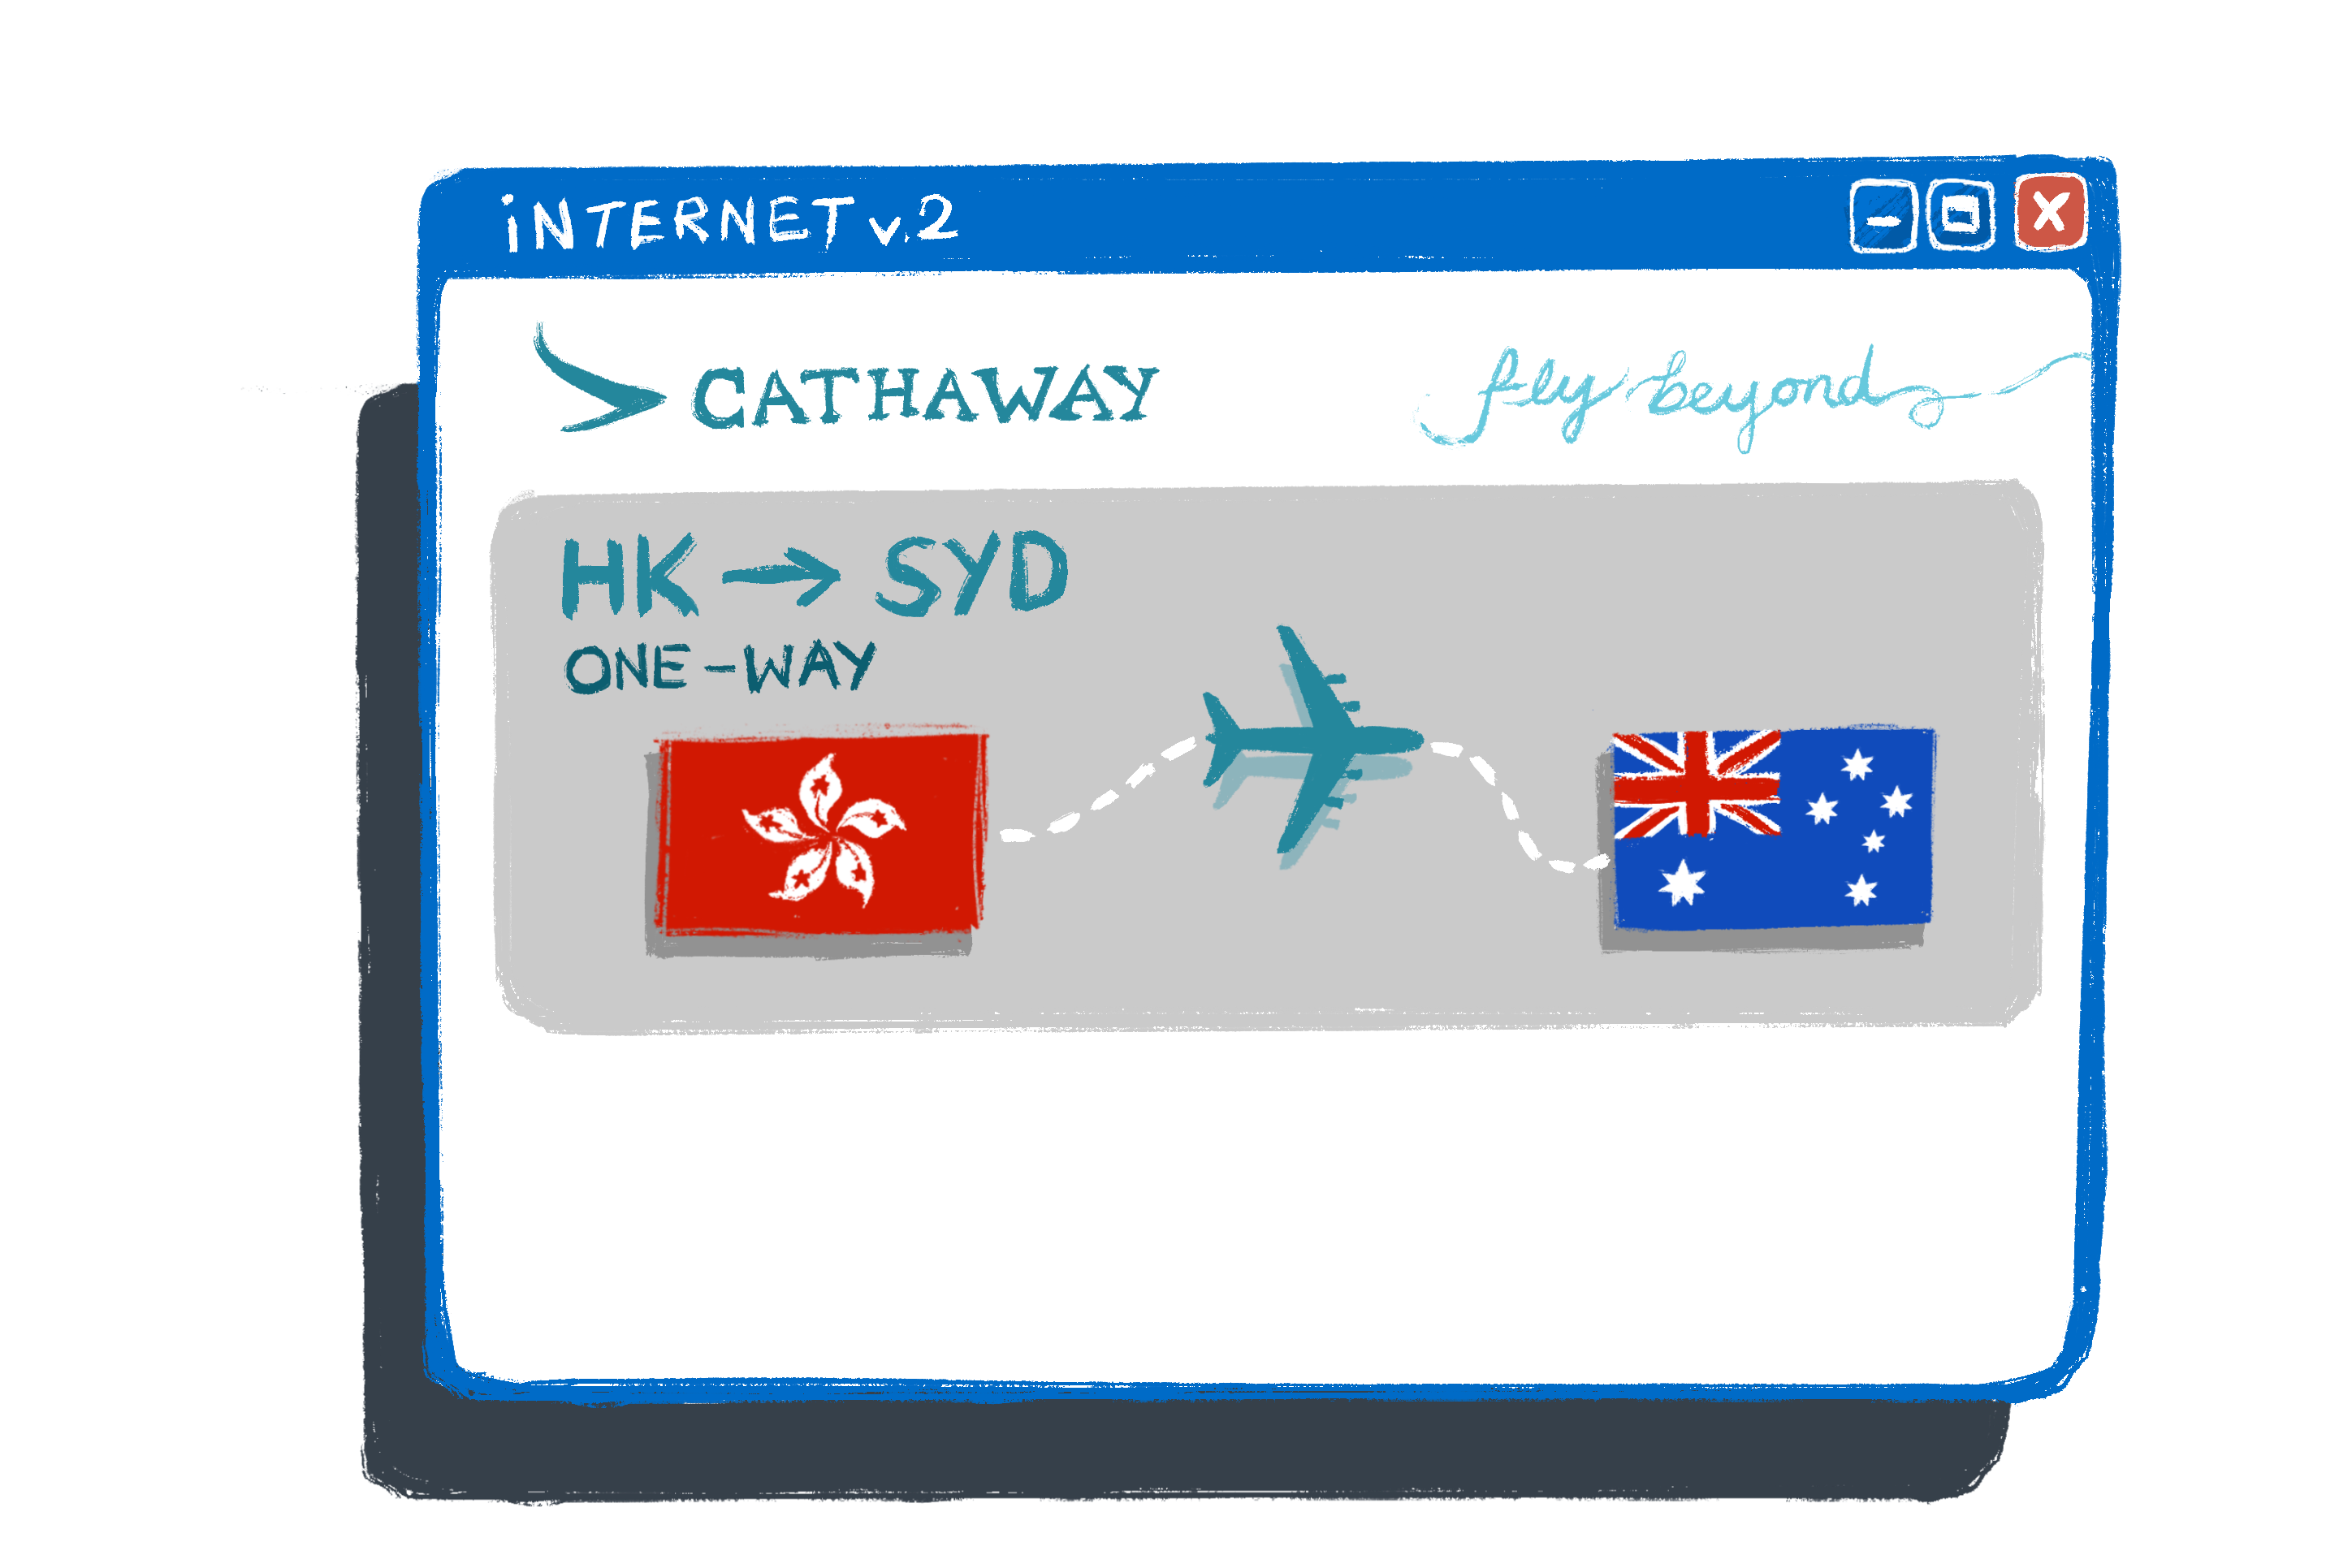 iNTERNET v.2
CATHAWAY
fly beyond
HK → SYD
ONE-WAY